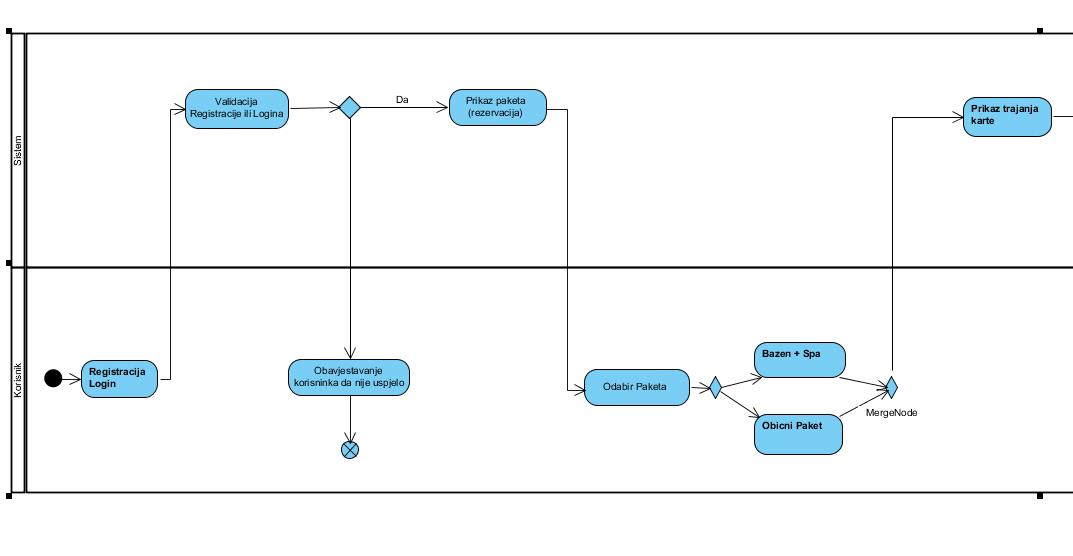 Sistem
Validacija
Registracije ili Logina
Da
Prikaz paketa
(rezervacija)
Prikaz trajanja
karte
Korisnik
Registracija
Login
Obavjestavanje
korisninka da nije uspjelo
Odabir Paketa
Bazen + Spa
Obicni Paket
MergeNode